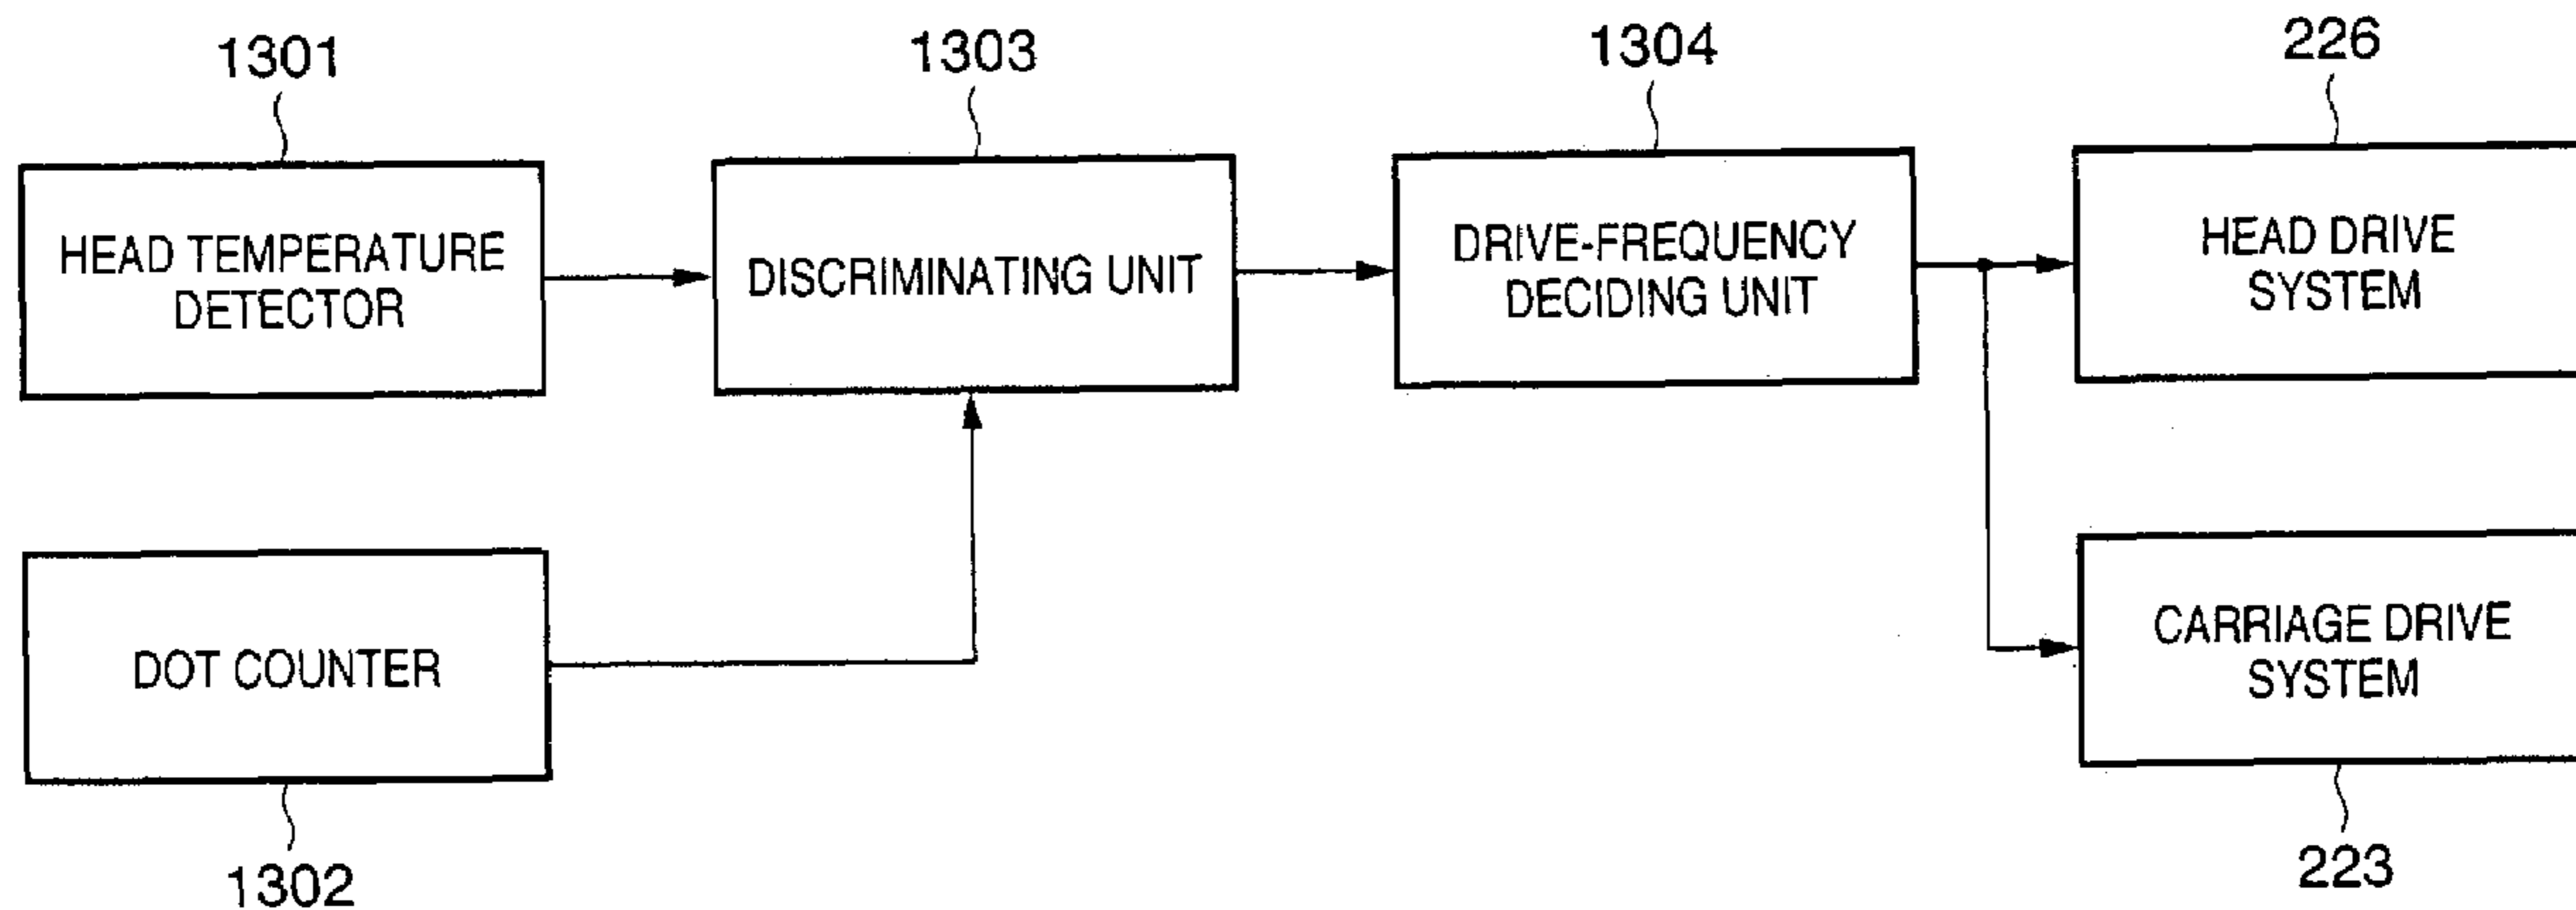 1301
1303
1304
226
HEAD TEMPERATURE
DETECTOR
DISCRIMINATING UNIT
DRIVE-FREQUENCY
DECIDING UNIT
HEAD DRIVE
SYSTEM
DOT COUNTER
CARRIAGE DRIVE
SYSTEM
1302
223